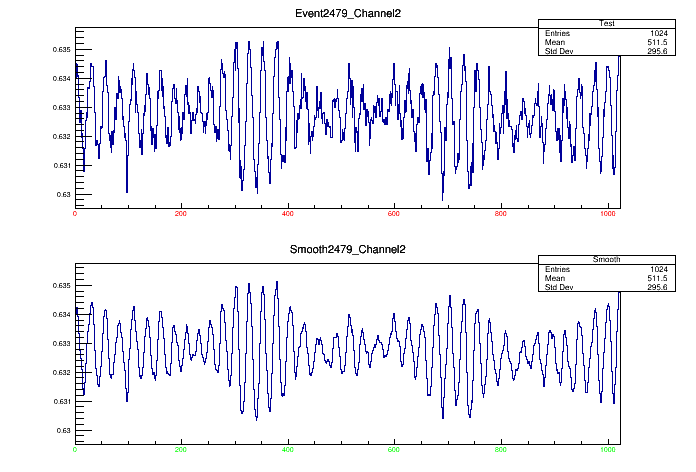 Event2479_Channel2
Test
Entries 1024
Mean 511.5
Std Dev 295.6
0.635
0.634
0.633
0.632
0.631
0.63
0 200 400 600 800 1000
Smooth2479_Channel2
Smooth
Entries 1024
Mean 511.5
Std Dev 295.6
0.635
0.634
0.633
0.632
0.631
0.63
0 200 400 600 800 1000